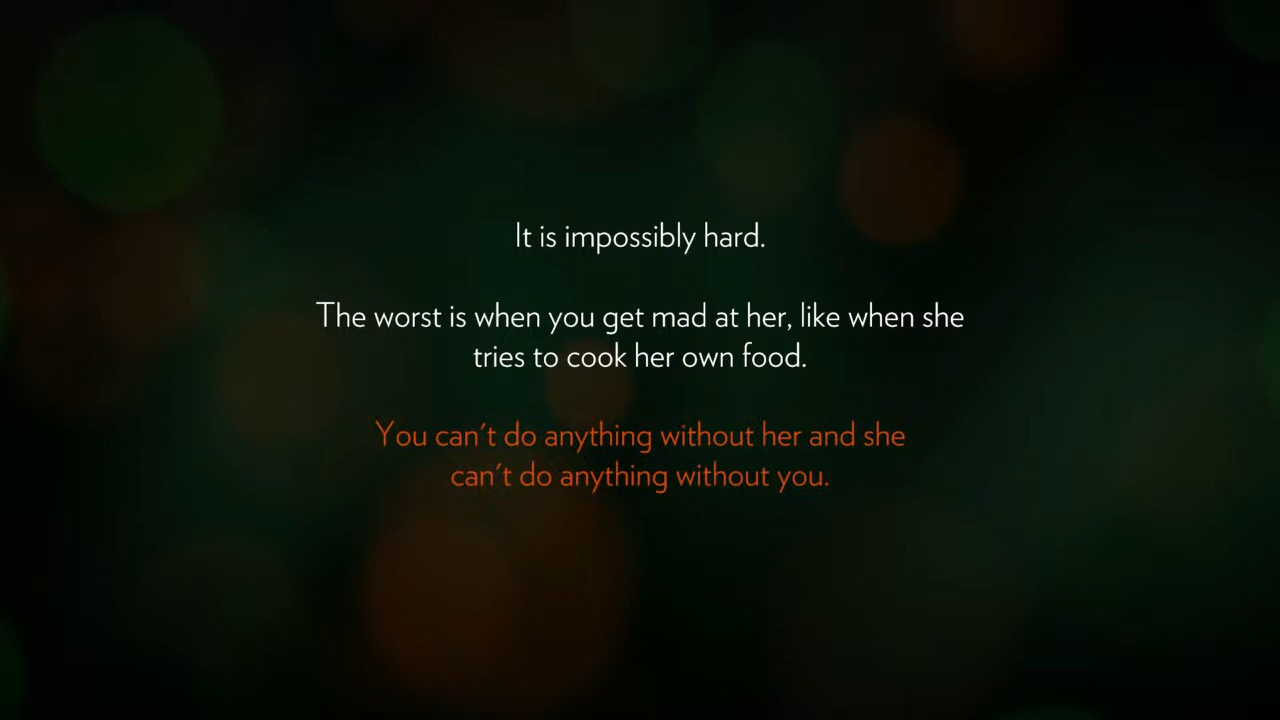 It is impossibly hard.
The worst is when you get mad at her, like when she
tries to cook her own food.
You can't do anything without her and she
can't do anything without you.